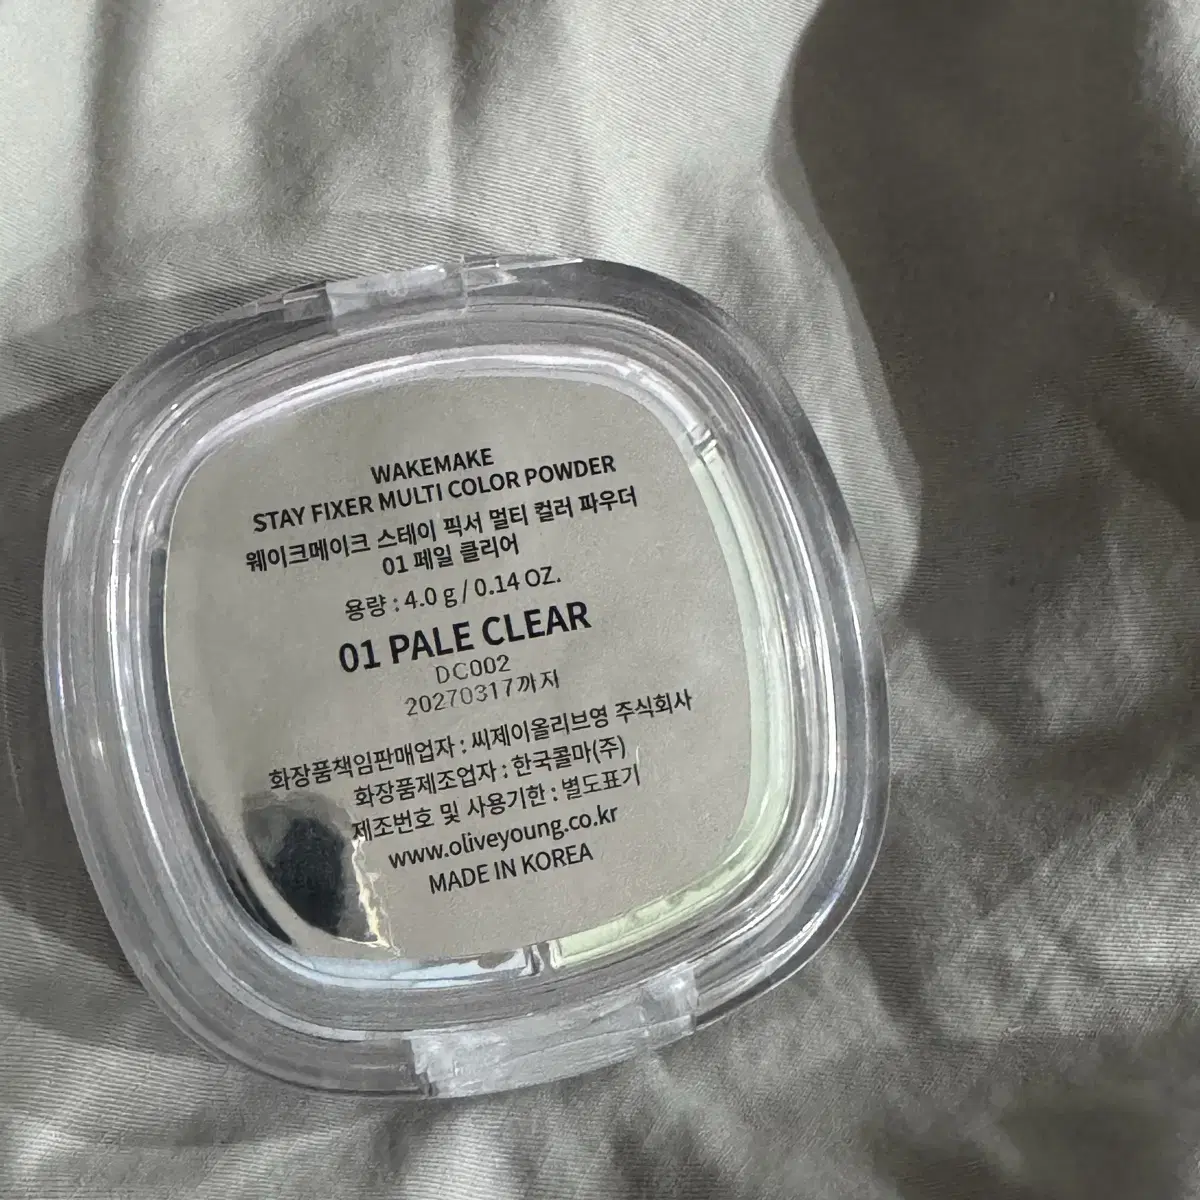 WAKEMAKE
STAY FIXER MULTI COLOR POWDER
웨이크메이크 스테이 픽서 멀티 컬러 파우더
01 페일 클리어
용량 : 4.0 g / 0.14 OZ.
01 PALE CLEAR
DC002
20270317까지
화장품책임판매업자 : 씨제이올리브영 주식회사
화장품제조업자 : 한국콜마(주)
제조번호 및 사용기한 : 별도표기
www.oliveyoung.co.kr
MADE IN KOREA